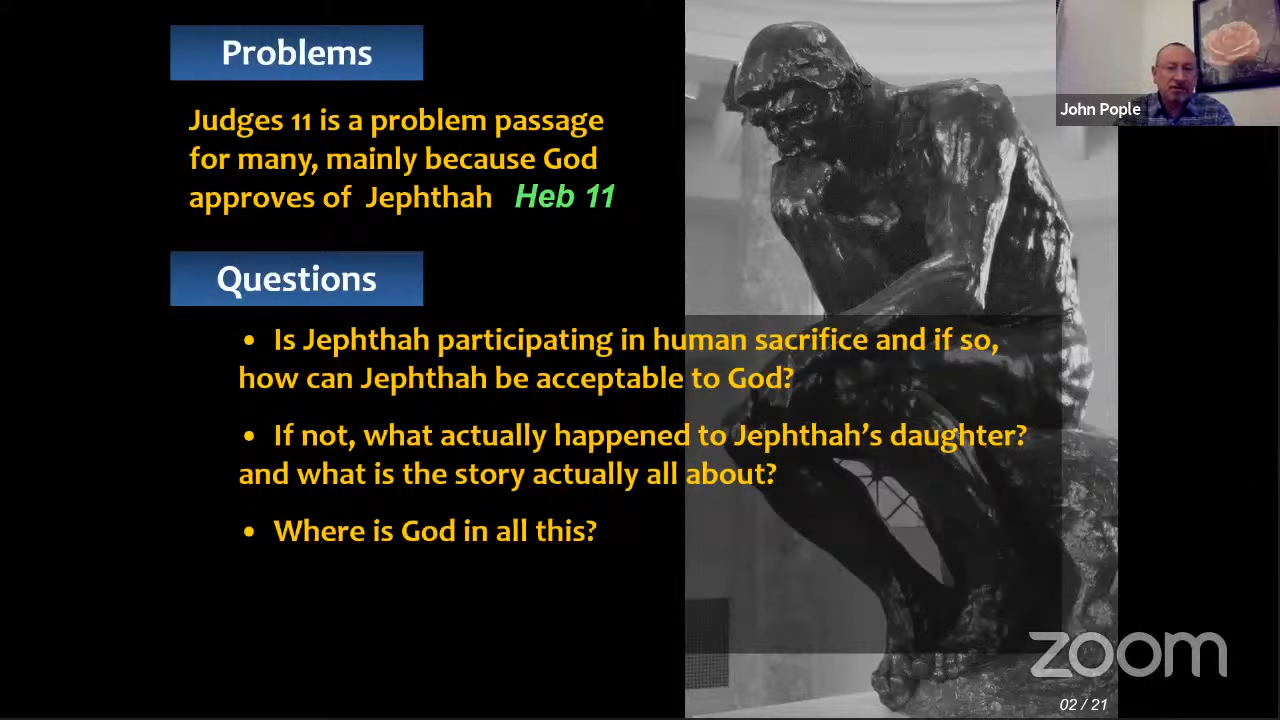 Problems
John Pople
Judges 11 is a problem passage
for many, mainly because God
approves of Jephthah Heb 11
Questions
• Is Jephthah participating in human sacrifice and if so,
how can Jephthah be acceptable to God?
• If not, what actually happened to Jephthah’s daughter?
and what is the story actually all about?
• Where is God in all this?
zoom
02 / 21